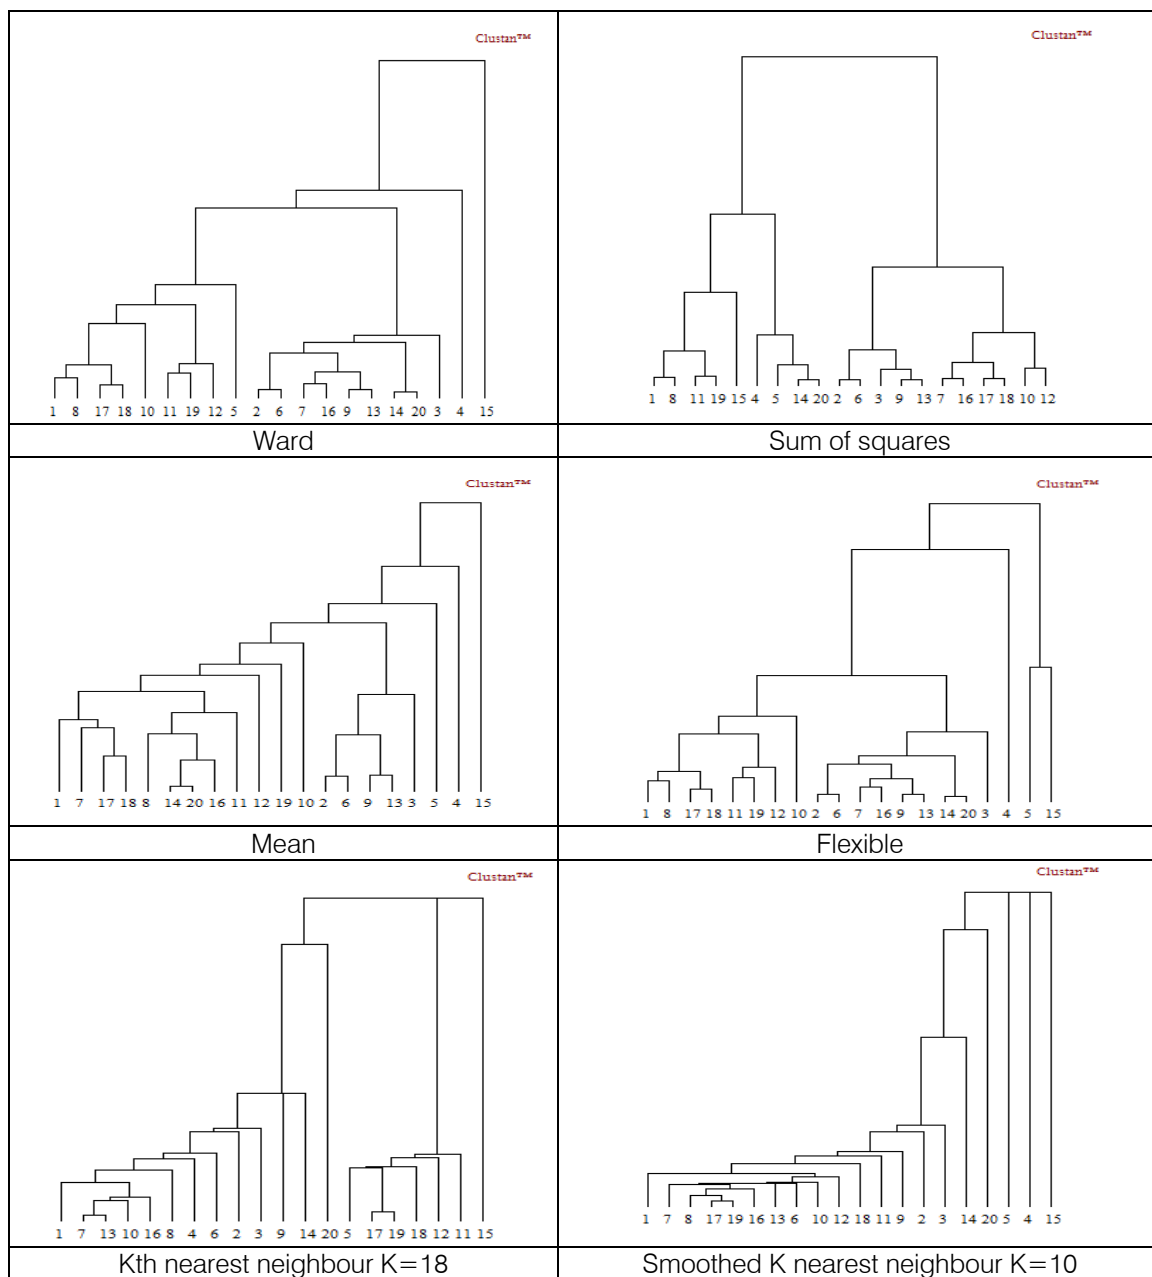 Clustan™
1 8 17 18 10 11 19 12 5 2 6 7 16 9 13 14 20 3 4 15
Ward
Clustan™
1 8 11 19 15 4 5 14 20 2 6 3 9 13 7 16 17 18 10 12
Sum of squares
Clustan™
1 7 17 18 8 14 20 16 11 12 19 10 2 6 9 13 3 5 4 15
Mean
Clustan™
1 8 17 18 11 19 12 10 2 6 7 16 9 13 14 20 3 4 5 15
Flexible
Clustan™
1 7 13 10 16 8 4 6 2 3 9 14 20 5 17 19 18 12 11 15
Kth nearest neighbour K=18
Clustan™
1 7 8 17 19 16 13 6 10 12 18 11 9 2 3 14 20 5 4 15
Smoothed K nearest neighbour K=10